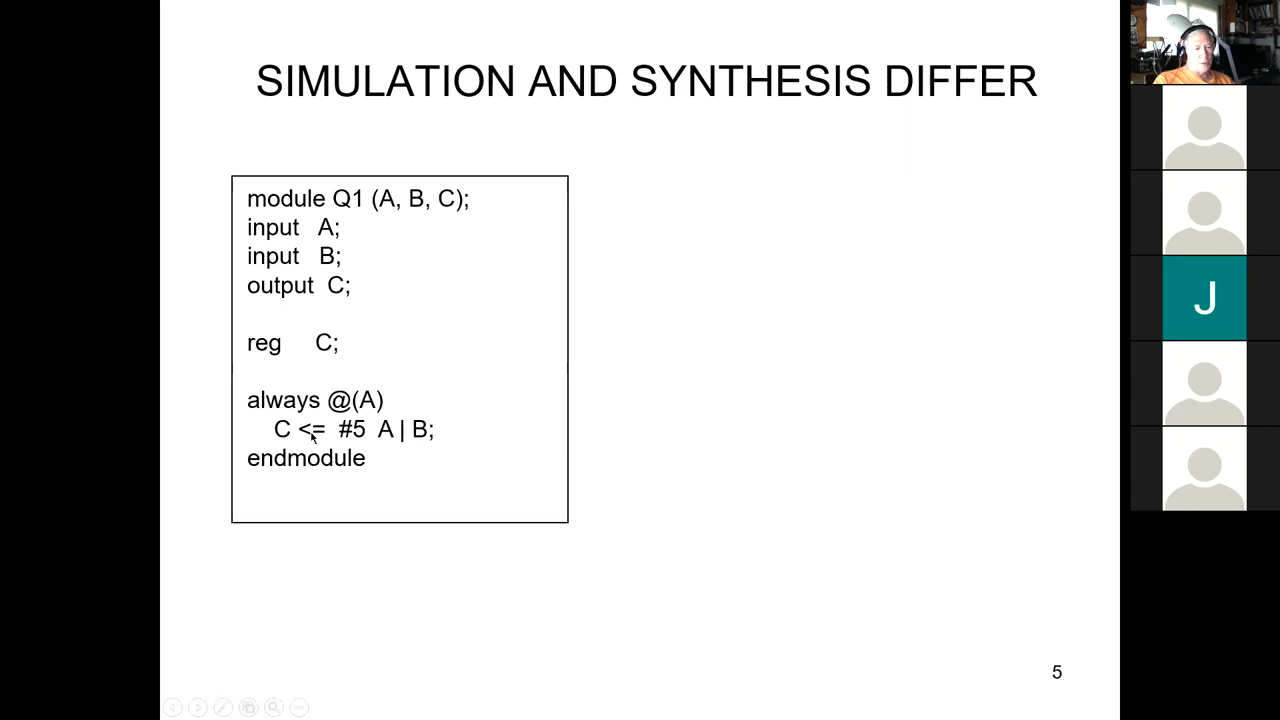 SIMULATION AND SYNTHESIS DIFFER
module Q1 (A, B, C);
input A;
input B;
output C;
reg C;
always @(A)
C <= #5 A | B;
endmodule
J
5